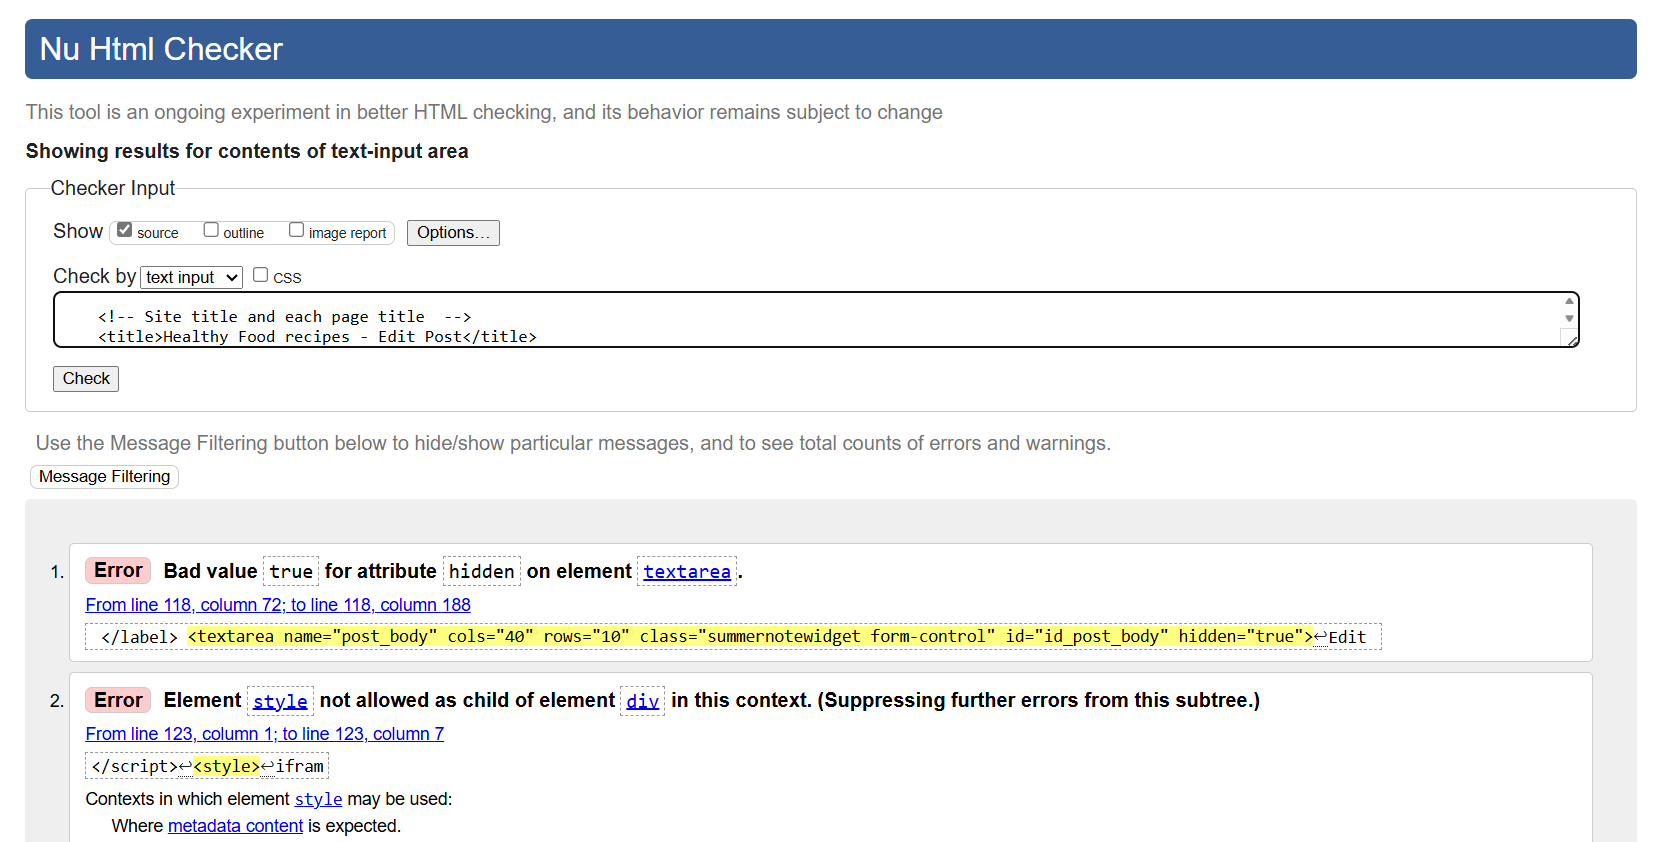 Nu Html Checker
This tool is an ongoing experiment in better HTML checking, and its behavior remains subject to change
Showing results for contents of text-input area
Checker Input
Show source outline image report Options...
Check by text input CSS
<!-- Site title and each page title  -->
<title>Healthy Food recipes - Edit Post</title>
Check
Use the Message Filtering button below to hide/show particular messages, and to see total counts of errors and warnings.
Message Filtering
1. Error Bad value true for attribute hidden on element textarea.
From line 118, column 72; to line 118, column 188
</label> <textarea name="post_body" cols="40" rows="10" class="summernotewidget form-control" id="id_post_body" hidden="true">↩Edit
2. Error Element style not allowed as child of element div in this context. (Suppressing further errors from this subtree.)
From line 123, column 1; to line 123, column 7
</script>↩<style>↩ifram
Contexts in which element style may be used:
Where metadata content is expected.